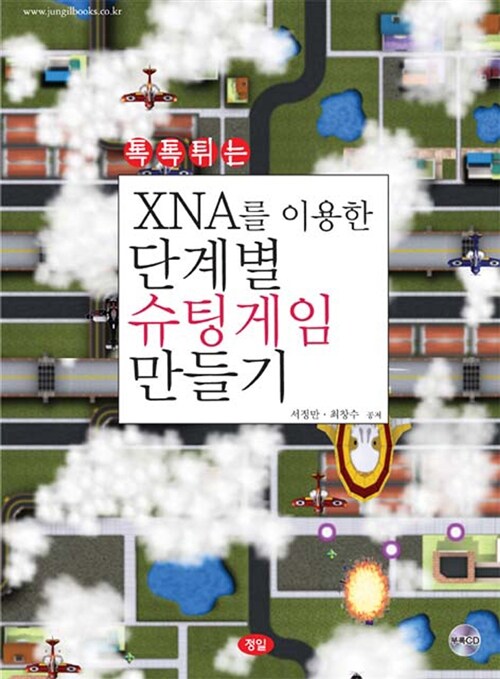 www.jungilbooks.co.kr
톡톡튀는
XNA를 이용한
단계별
슈팅게임
만들기
서정만 · 최창수 공저
정일
부록CD